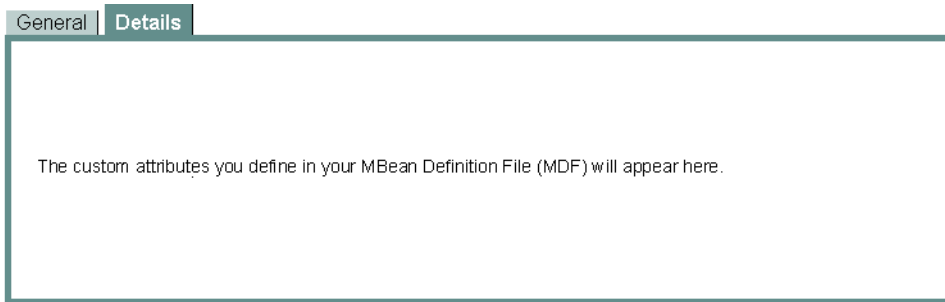 General Details
The custom attributes you define in your MBean Definition File (MDF) will appear here.